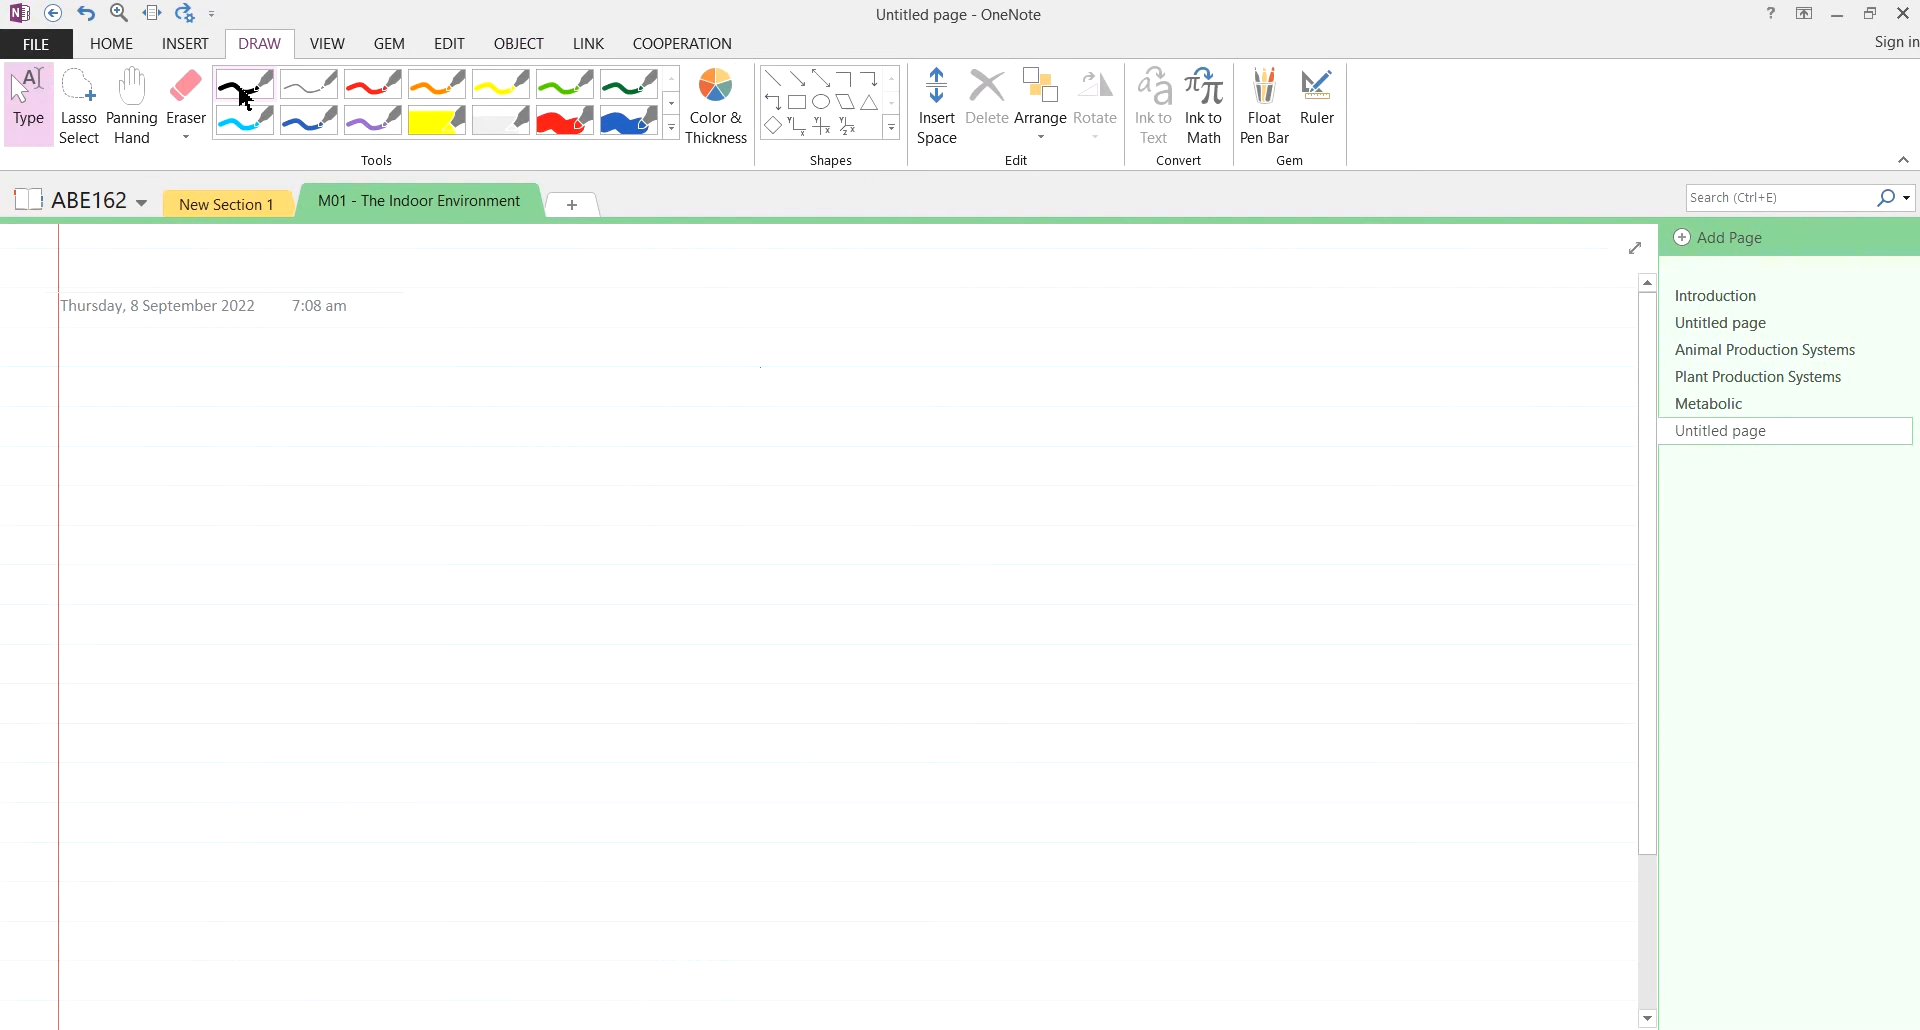 Untitled page - OneNote
?
FILE HOME INSERT DRAW VIEW GEM EDIT OBJECT LINK COOPERATION
Sign in
Type
Lasso Select
Panning Hand
Eraser
Color & Thickness
Insert Space
Delete
Arrange
Rotate
Ink to Text
Ink to Math
Float Pen Bar
Ruler
Tools
Shapes
Edit
Convert
Gem
ABE162
New Section 1
M01 - The Indoor Environment
Search (Ctrl+E)
Add Page
Thursday, 8 September 2022 7:08 am
Introduction
Untitled page
Animal Production Systems
Plant Production Systems
Metabolic
Untitled page